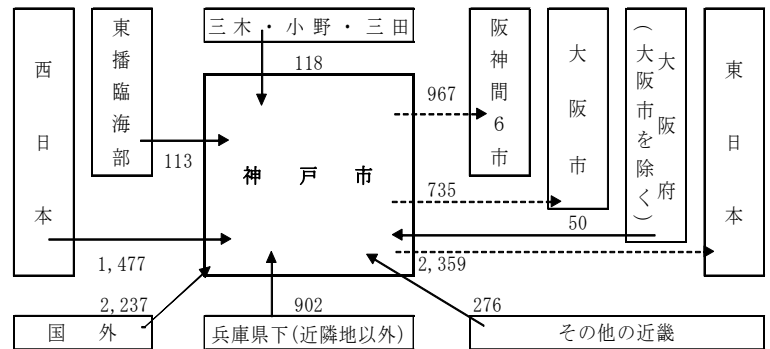 三木・小野・三田
西日本
東播臨海部
阪神間6市
大阪市
大阪府
(大阪市を除く)
東日本
118
967
113
神戸市
735
50
1,477
2,359
2,237
902
276
国外
兵庫県下(近隣地以外)
その他の近畿